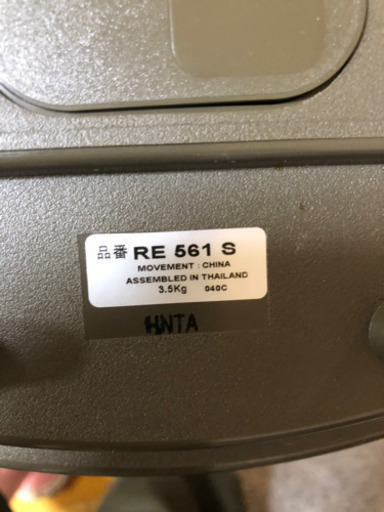 品番 RE 561 S
MOVEMENT : CHINA
ASSEMBLED IN THAILAND
3.5Kg 040C
HNTA